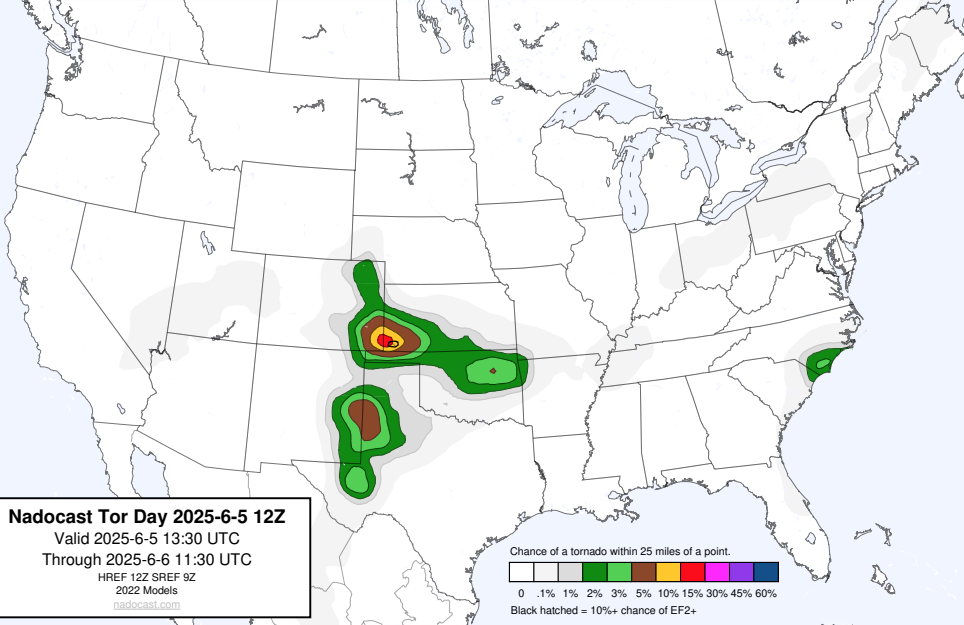 Nadocast Tor Day 2025-6-5 12Z
Valid 2025-6-5 13:30 UTC
Through 2025-6-6 11:30 UTC
HREF 12Z SREF 9Z
2022 Models
nadocast.com
Chance of a tornado within 25 miles of a point.
0 .1% 1% 2% 3% 5% 10% 15% 30% 45% 60%
Black hatched = 10%+ chance of EF2+